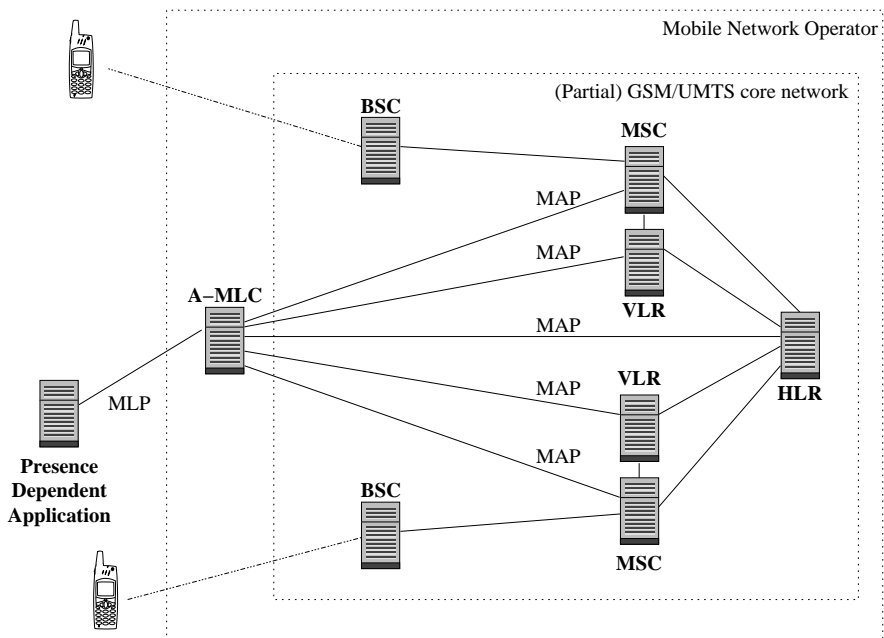 Mobile Network Operator
(Partial) GSM/UMTS core network
BSC
MSC
MAP
MAP
A−MLC
VLR
MAP
MLP
MAP
VLR
HLR
MAP
Presence
Dependent
Application
BSC
MSC